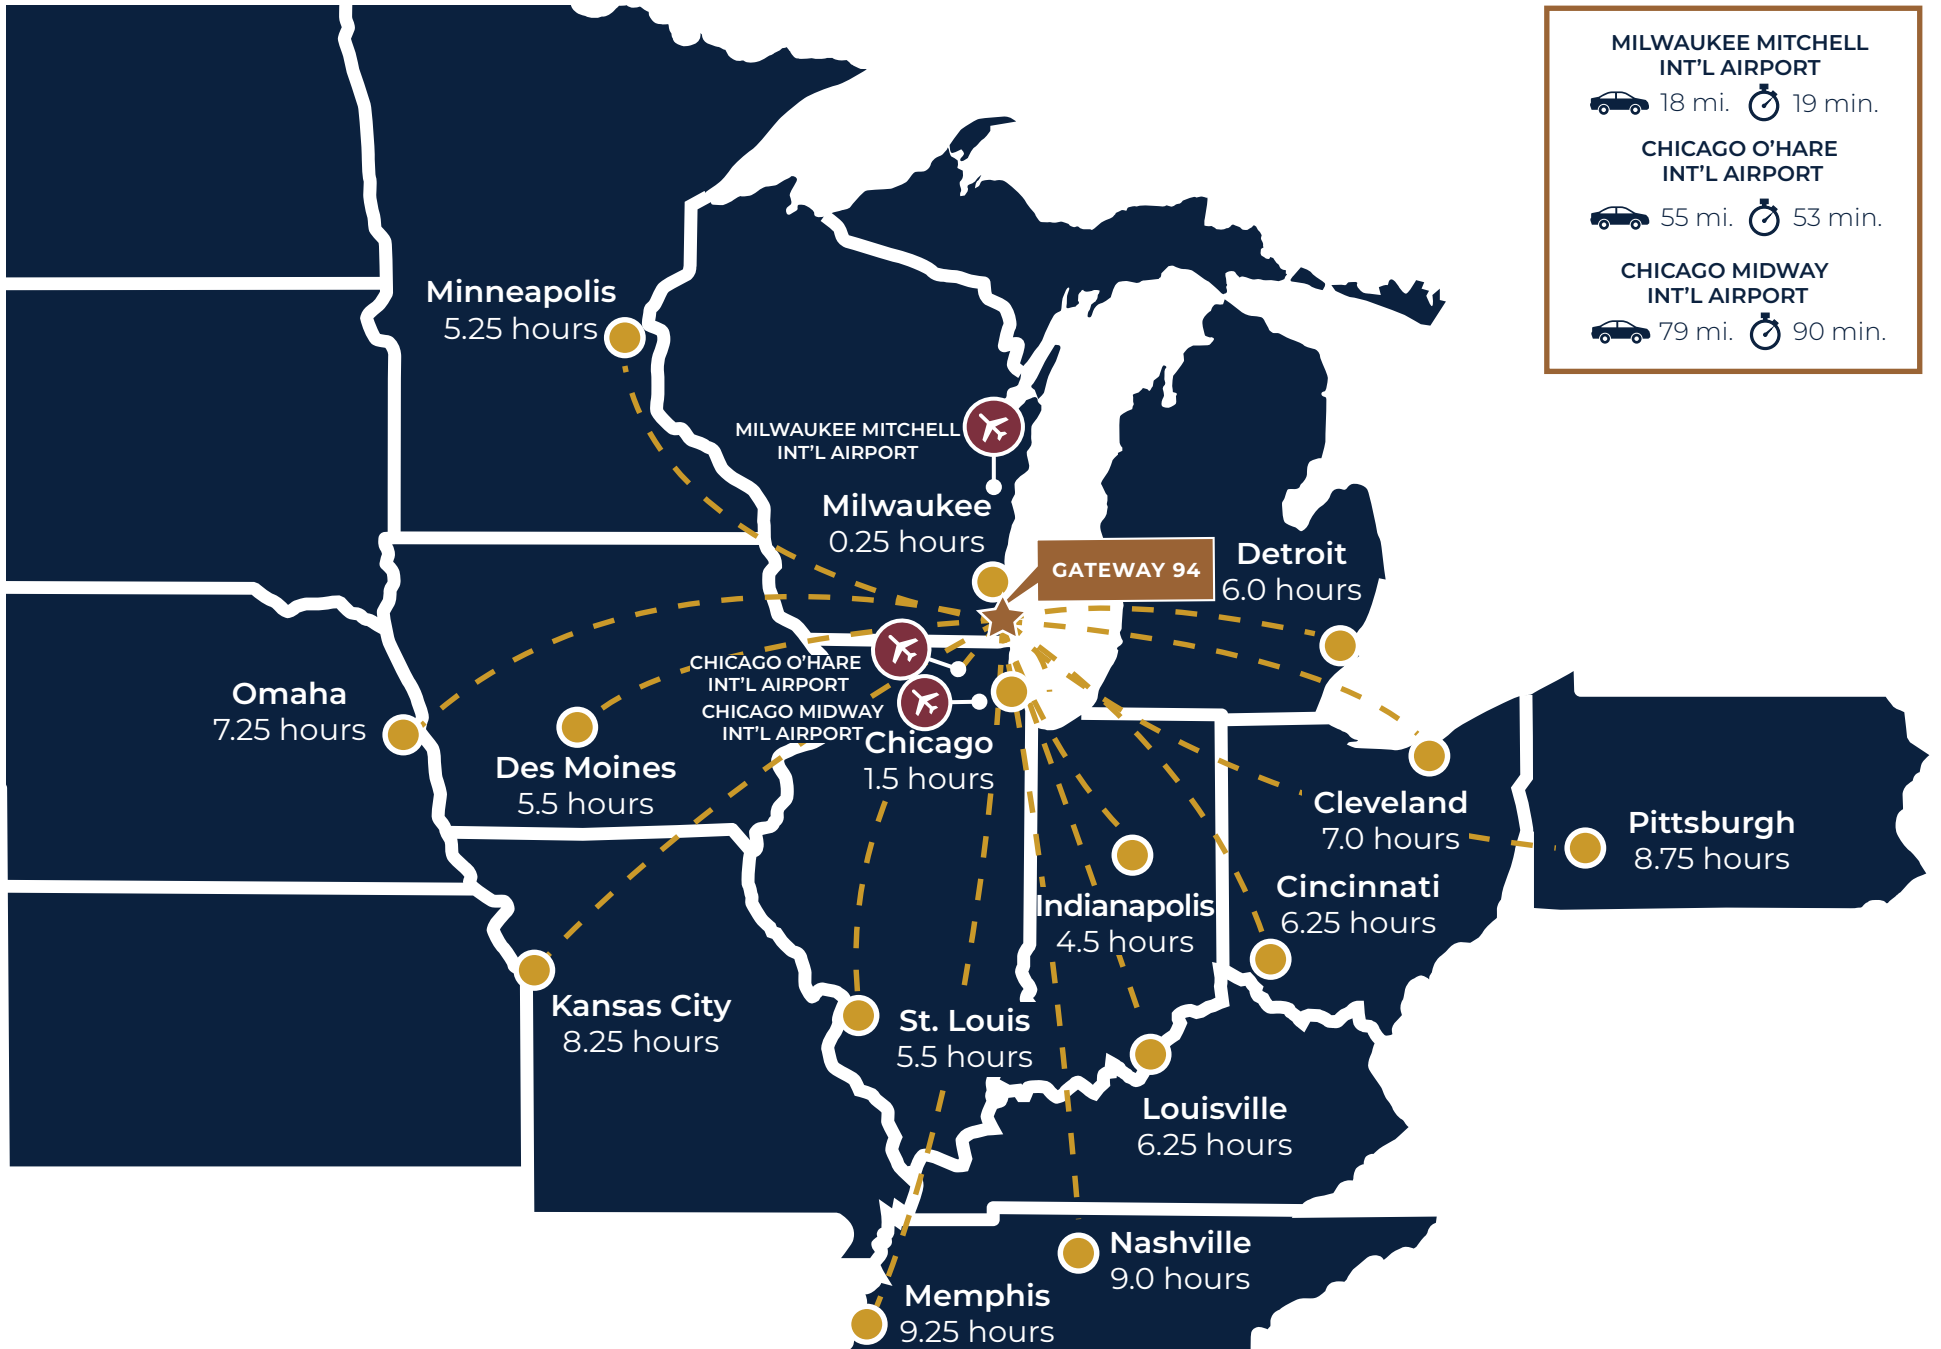 MILWAUKEE MITCHELL
INT'L AIRPORT
18 mi.
19 min.
CHICAGO O'HARE
INT'L AIRPORT
55 mi.
53 min.
CHICAGO MIDWAY
INT'L AIRPORT
79 mi.
90 min.
Minneapolis
5.25 hours
MILWAUKEE MITCHELL
INT'L AIRPORT
Milwaukee
0.25 hours
GATEWAY 94
Detroit
6.0 hours
CHICAGO O'HARE
INT'L AIRPORT
CHICAGO MIDWAY
INT'L AIRPORT
Chicago
1.5 hours
Omaha
7.25 hours
Des Moines
5.5 hours
Cleveland
7.0 hours
Pittsburgh
8.75 hours
Cincinnati
6.25 hours
Indianapolis
4.5 hours
Kansas City
8.25 hours
St. Louis
5.5 hours
Louisville
6.25 hours
Nashville
9.0 hours
Memphis
9.25 hours